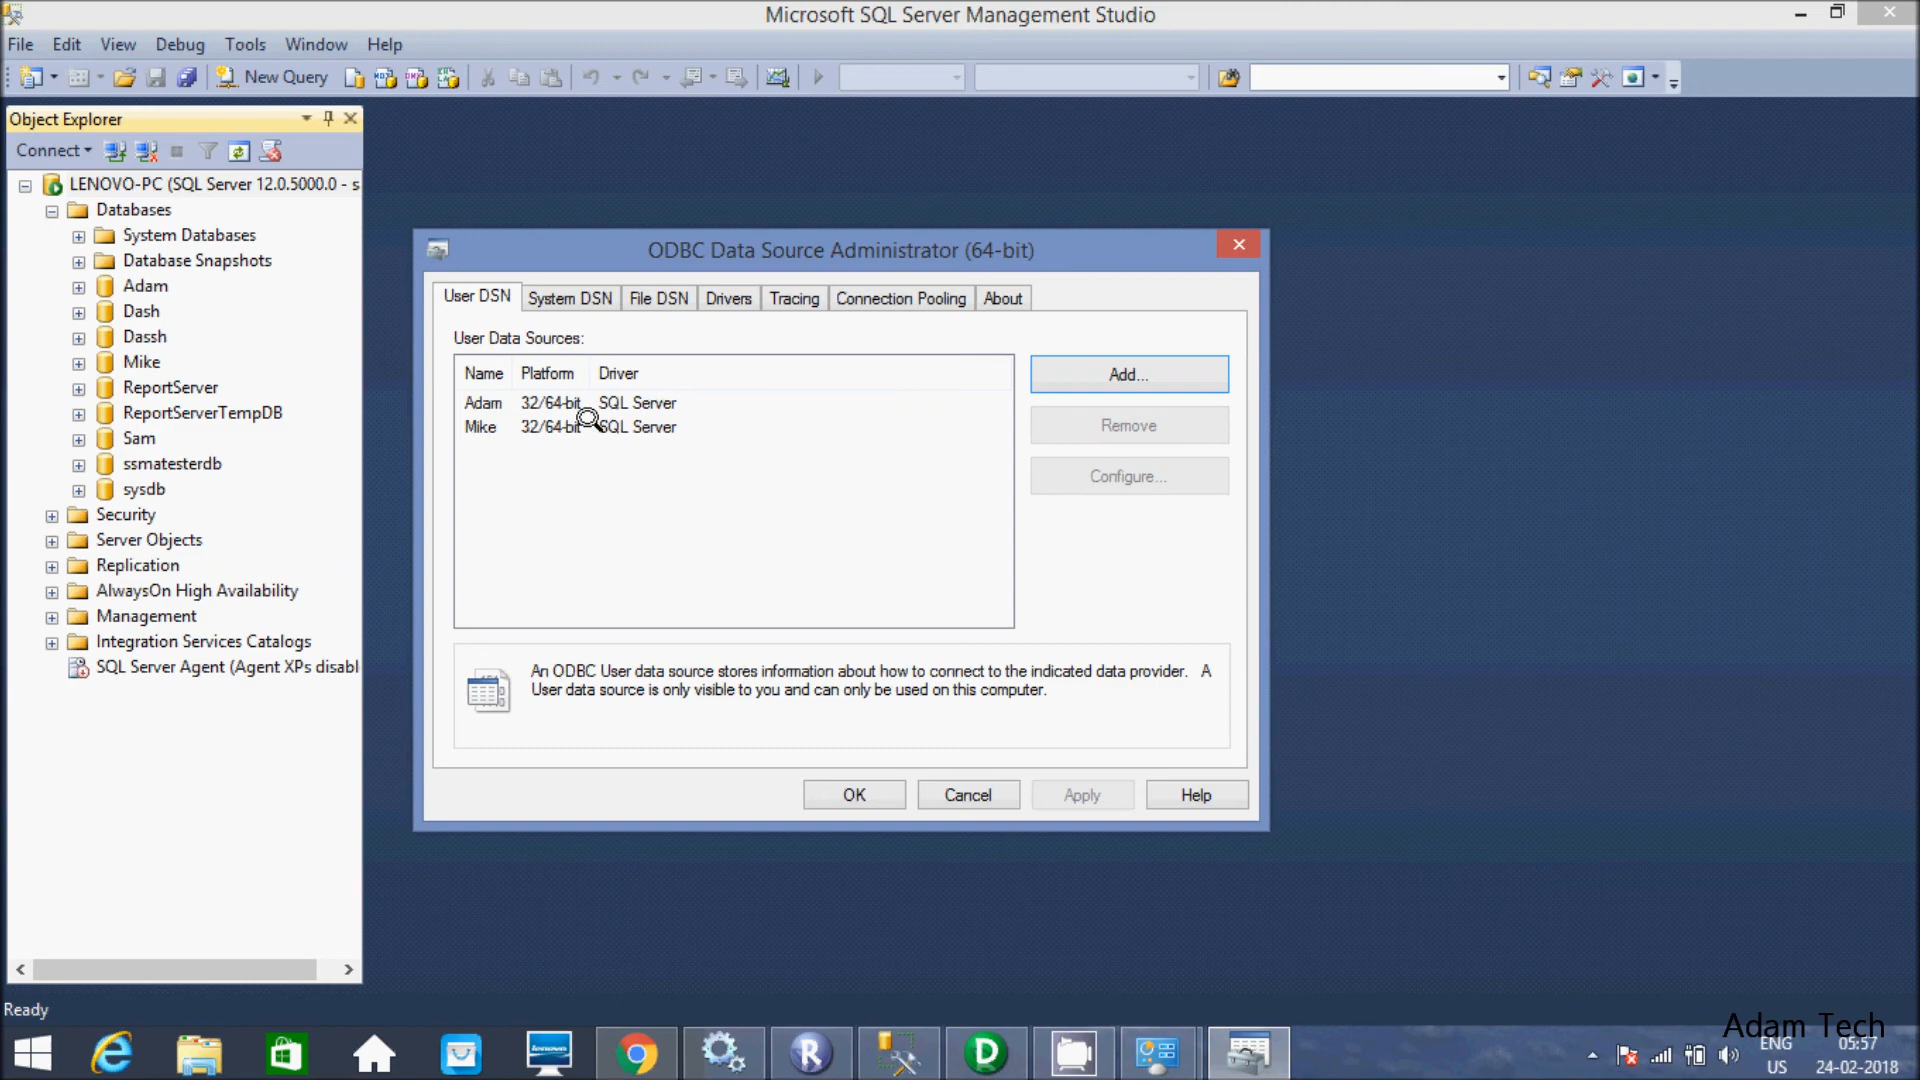 Microsoft SQL Server Management Studio
File Edit View Debug Tools Window Help
New Query
Object Explorer
Connect
LENOVO-PC (SQL Server 12.0.5000.0 - s
Databases
System Databases
Database Snapshots
Adam
Dash
Dassh
Mike
ReportServer
ReportServerTempDB
Sam
ssmatesterdb
sysdb
Security
Server Objects
Replication
AlwaysOn High Availability
Management
Integration Services Catalogs
SQL Server Agent (Agent XPs disabl
ODBC Data Source Administrator (64-bit)
User DSN System DSN File DSN Drivers Tracing Connection Pooling About
User Data Sources:
Name Platform Driver
Adam 32/64-bit SQL Server
Mike 32/64-bit SQL Server
Add...
Remove
Configure...
An ODBC User data source stores information about how to connect to the indicated data provider. A
User data source is only visible to you and can only be used on this computer.
OK Cancel Apply Help
Ready
Adam Tech
ENG
US
05:57
24-02-2018